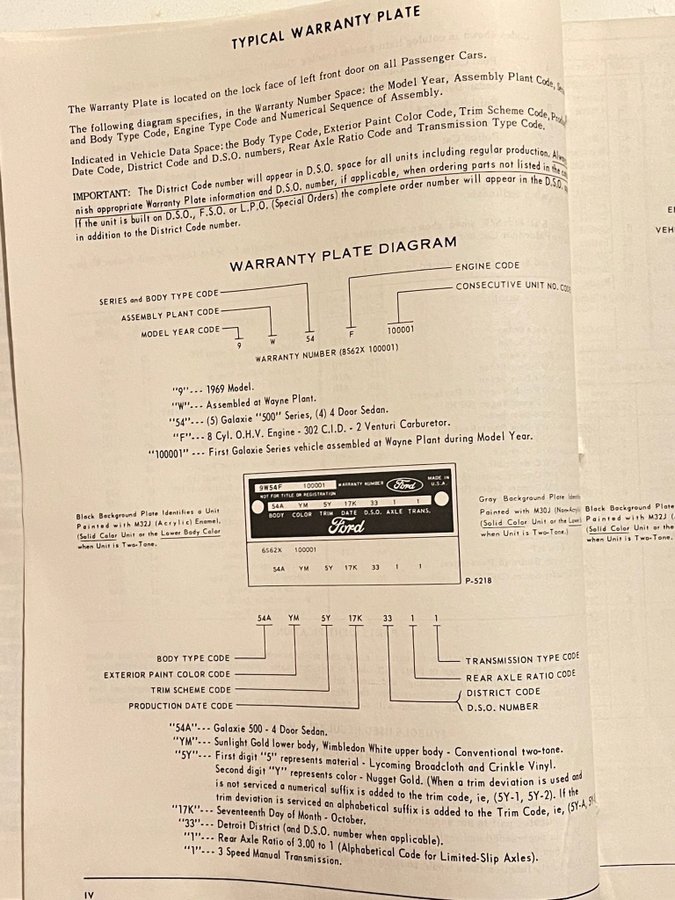 TYPICAL WARRANTY PLATE
The Warranty Plate is located on the lock face of left front door on all Passenger Cars.
The following diagram specifies, in the Warranty Number Space: the Model Year, Assembly Plant Code,
and Body Type Code, Engine Type Code and Numerical Sequence of Assembly.
Indicated in Vehicle Data Space: the Body Type Code, Exterior Paint Color Code, Trim Scheme Code,
Date Code, District Code and D.S.O. numbers, Rear Axle Ratio Code and Transmission Type Code.
IMPORTANT: The District Code number will appear in D.S.O. space for all units including regular production.
nish appropriate Warranty Plate information and D.S.O. number, if applicable, when ordering parts not listed in the
If the unit is built on D.S.O., F.S.O. or L.P.O. (Special Orders) the complete order number will appear in the D.S.O.
in addition to the District Code number.
WARRANTY PLATE DIAGRAM
SERIES and BODY TYPE CODE
ASSEMBLY PLANT CODE
MODEL YEAR CODE
ENGINE CODE
CONSECUTIVE UNIT NO.
9 W 54 F 100001
WARRANTY NUMBER (8S62X 100001)
"9"--- 1969 Model.
"W"--- Assembled at Wayne Plant.
"54"--- (5) Galaxie "500" Series, (4) 4 Door Sedan.
"F"--- 8 Cyl. O.H.V. Engine - 302 C.I.D. - 2 Venturi Carburetor.
"100001" --- First Galaxie Series vehicle assembled at Wayne Plant during Model Year.
Black Background Plate Identifies a Unit
Painted with M32J (Acrylic) Enamel,
(Solid Color Unit or the Lower Body Color
when Unit is Two-Tone.
9W54F 100001 WARRANTY NUMBER Ford MADE IN
U.S.A.
NOT FOR TITLE OR REGISTRATION
54A YM 5Y 17K 33 1 1
BODY COLOR TRIM DATE D.S.O. AXLE TRANS.
Ford
6S62X 100001
54A YM 5Y 17K 33 1 1
P-5218
Gray Background Plate
Painted with M30J
(Solid Color Unit or the
when Unit is Two-Tone.)
Black Background Plate
Painted with M32J
(Solid Color Unit or the
when Unit is Two-Tone.
54A YM 5Y 17K 33 1 1
BODY TYPE CODE
EXTERIOR PAINT COLOR CODE
TRIM SCHEME CODE
PRODUCTION DATE CODE
TRANSMISSION TYPE CODE
REAR AXLE RATIO CODE
DISTRICT CODE
D.S.O. NUMBER
"54A"--- Galaxie 500 - 4 Door Sedan.
"YM"--- Sunlight Gold lower body, Wimbledon White upper body - Conventional two-tone.
"5Y"--- First digit "5" represents material - Lycoming Broadcloth and Crinkle Vinyl.
Second digit "Y" represents color - Nugget Gold. (When a trim deviation is used and
is not serviced a numerical suffix is added to the trim code, ie, (5Y-1, 5Y-2). If the
trim deviation is serviced an alphabetical suffix is added to the Trim Code, ie, (5Y-A,
"17K"--- Seventeenth Day of Month - October.
"33"--- Detroit District (and D.S.O. number when applicable).
"1"--- Rear Axle Ratio of 3.00 to 1 (Alphabetical Code for Limited-Slip Axles).
"1"--- 3 Speed Manual Transmission.
IV